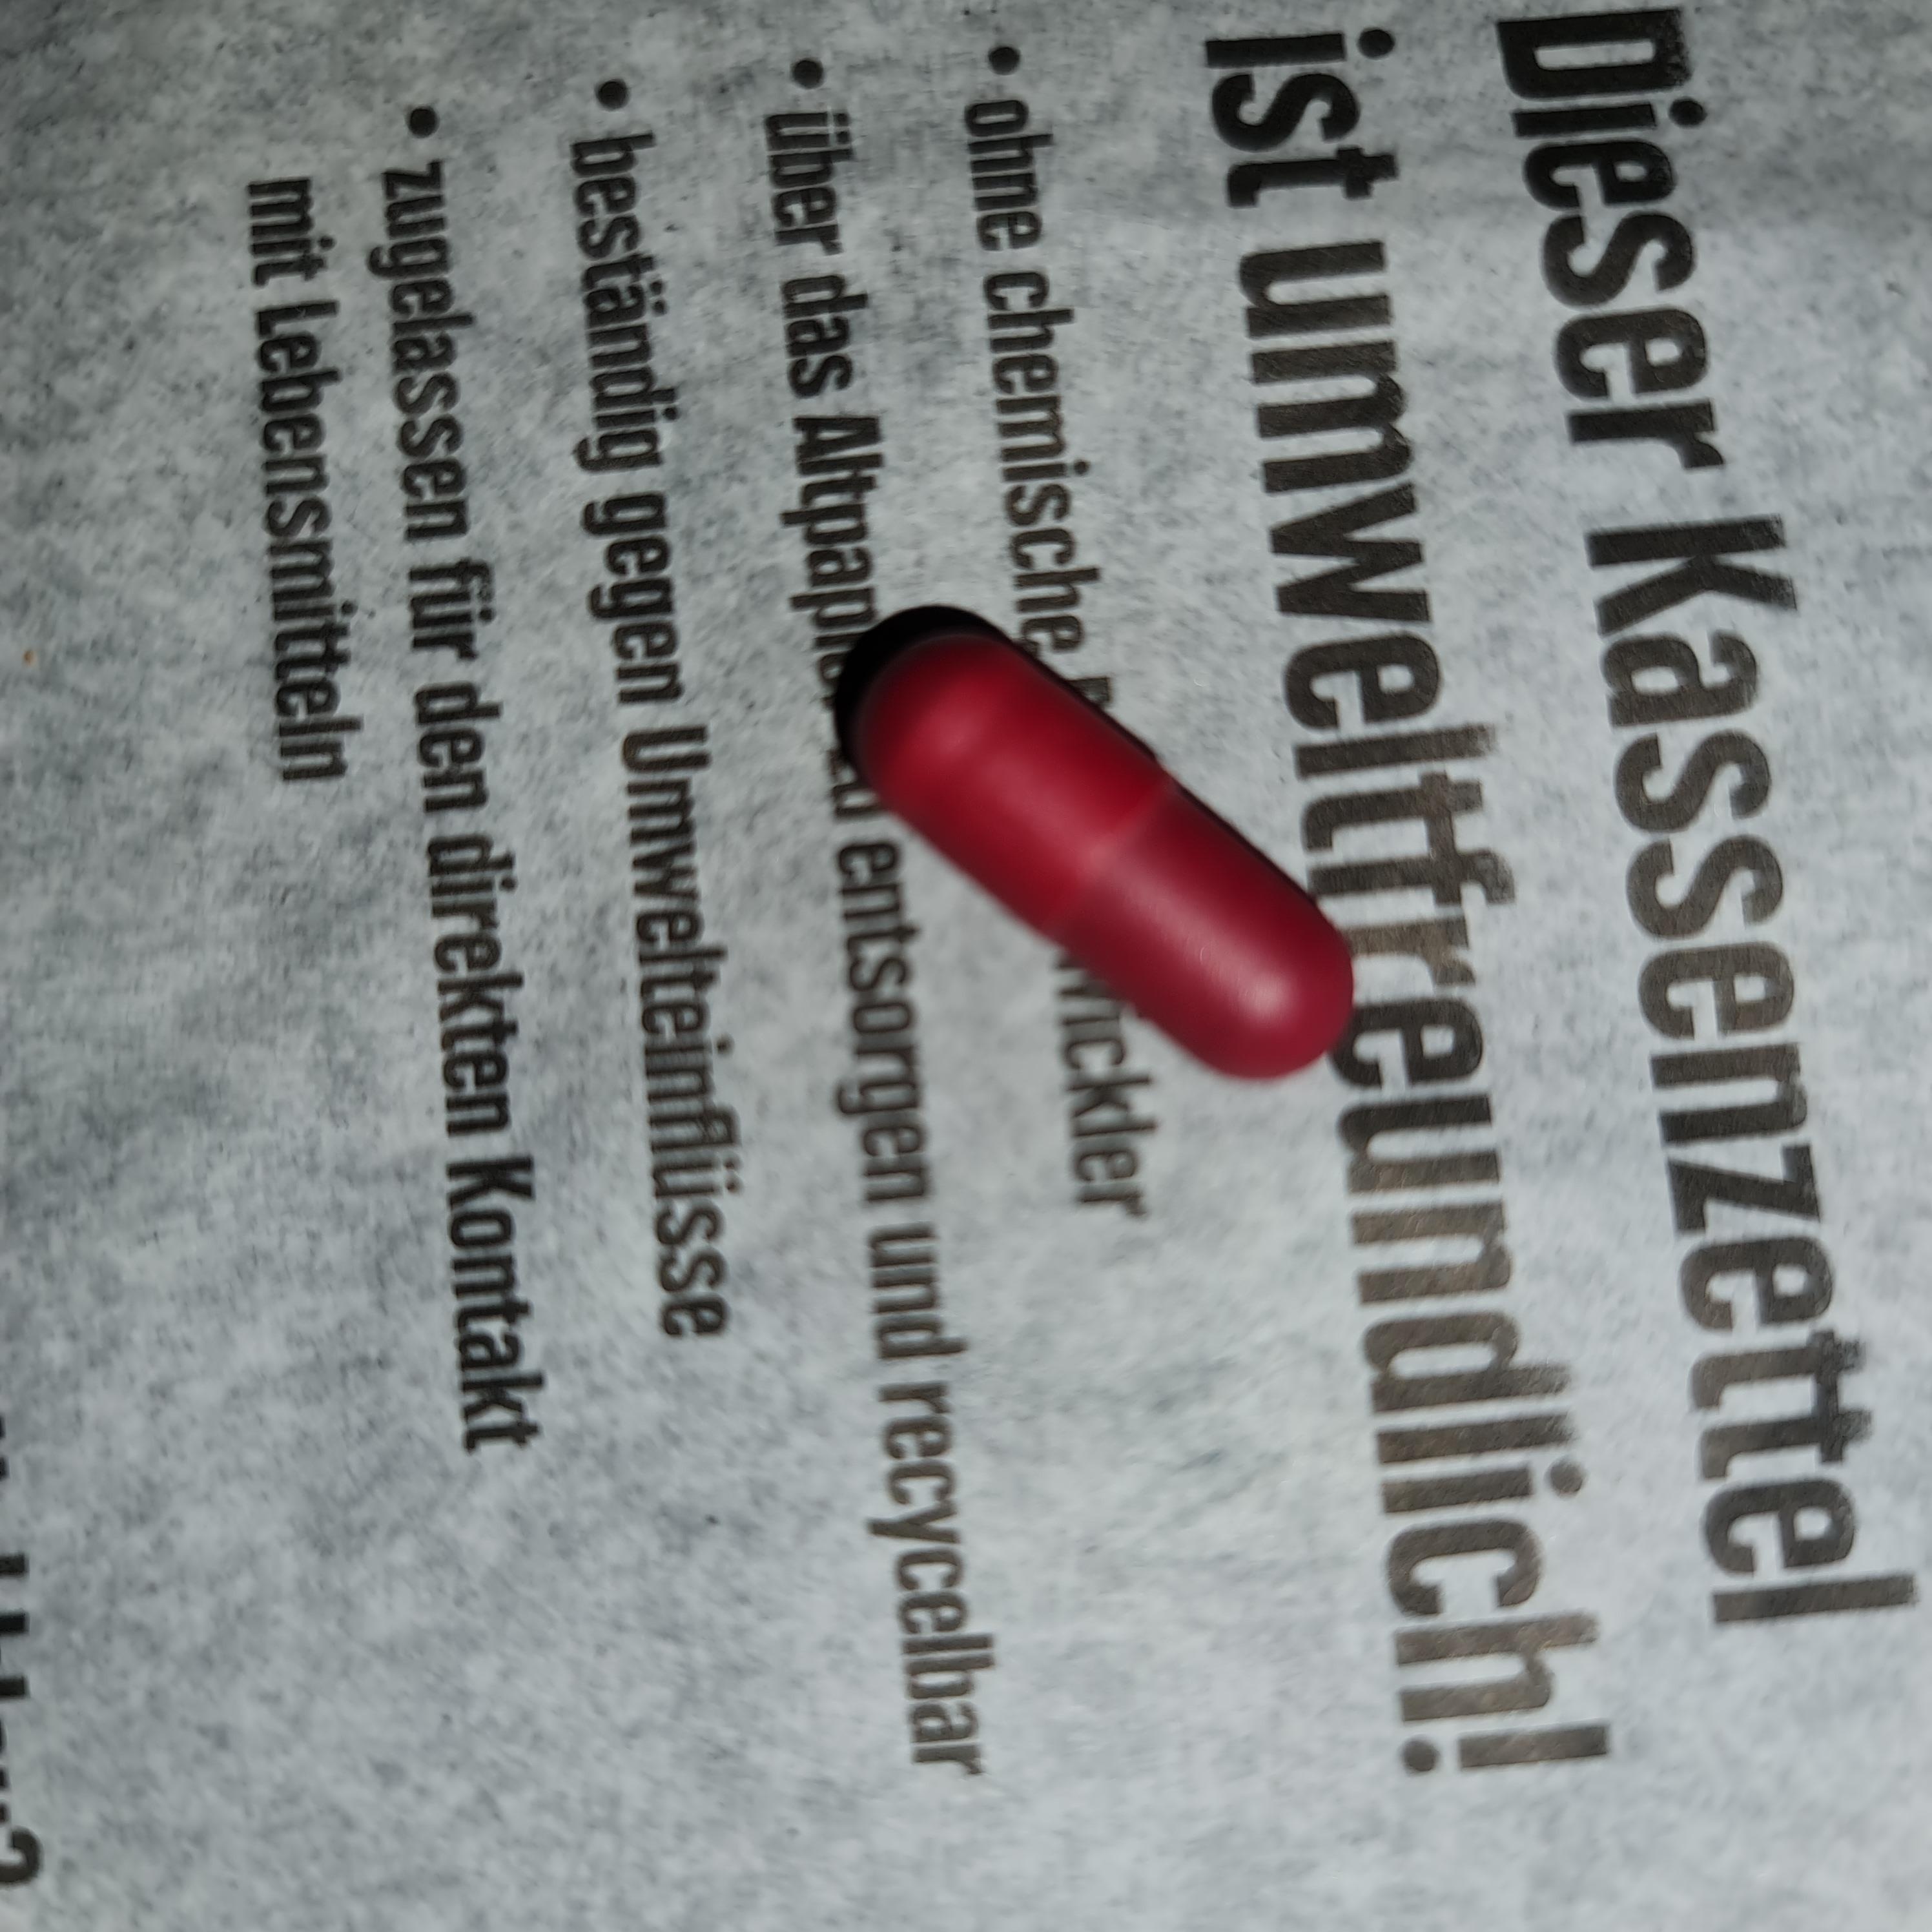 Dieser Kassenzettel
ist umweltfreundlich!
• ohne chemische
• über das entsorgen und recycelbar
• beständig gegen Umwelteinflüsse
• zugelassen für den direkten Kontakt
mit Lebensmitteln